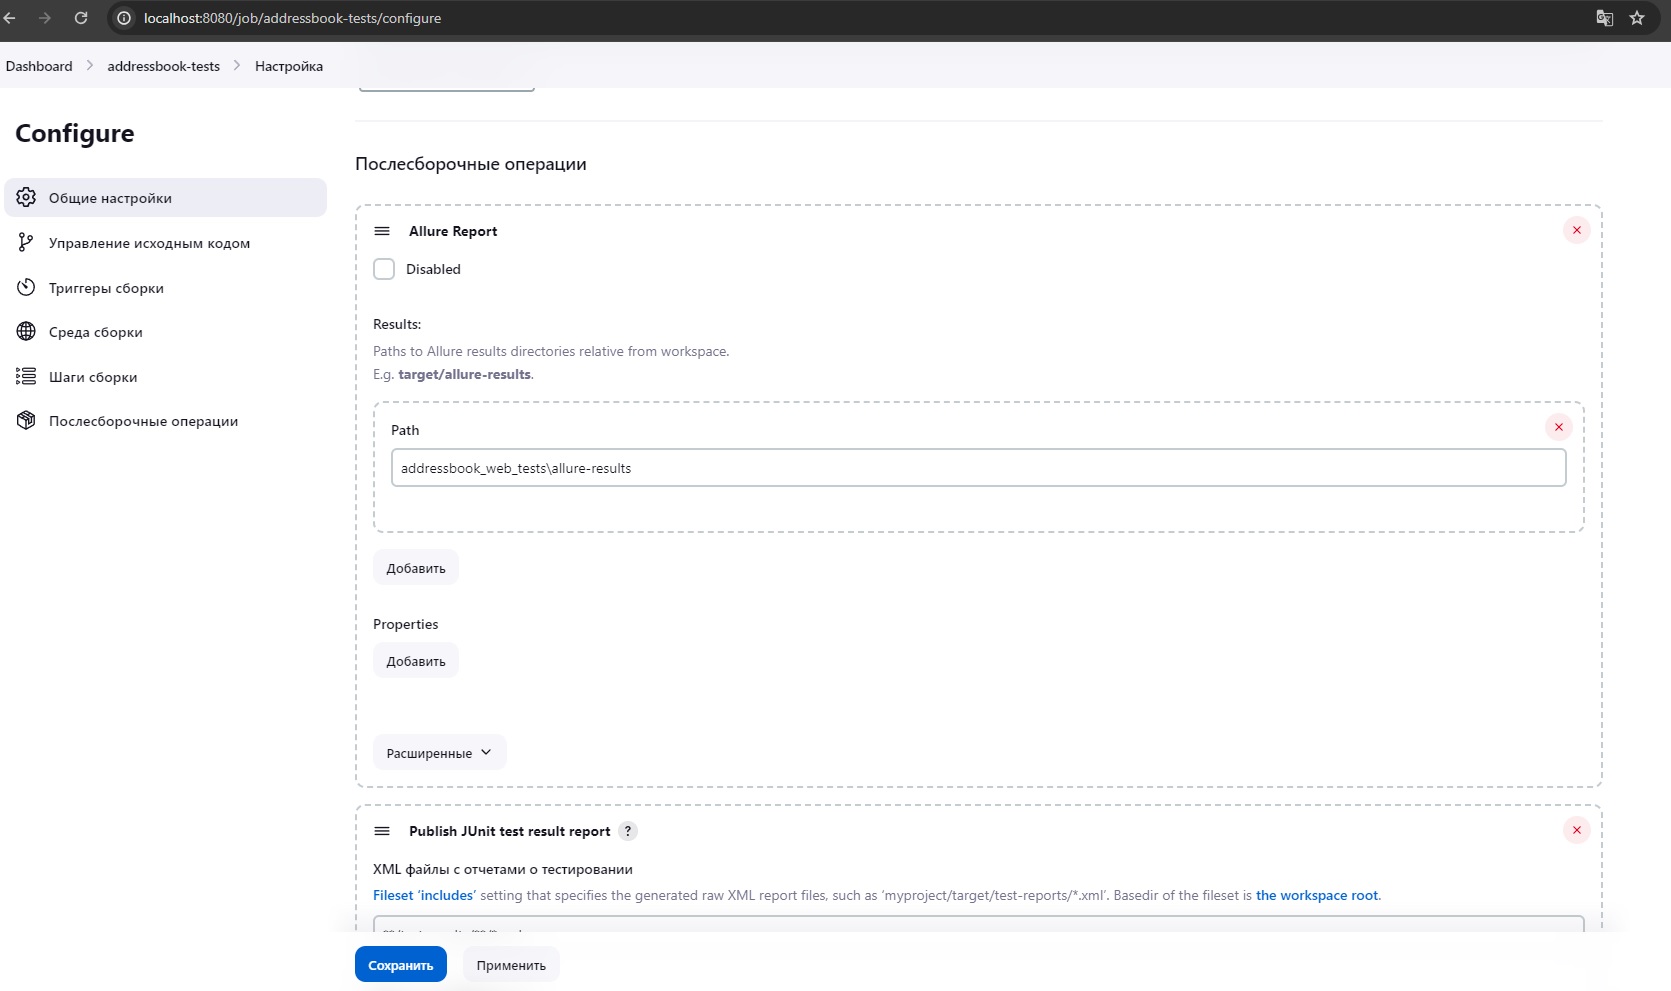 localhost:8080/job/addressbook-tests/configure
Dashboard
addressbook-tests
Настройка
Configure
Общие настройки
Управление исходным кодом
Триггеры сборки
Среда сборки
Шаги сборки
Послесборочные операции
Послесборочные операции
Allure Report
Disabled
Results:
Paths to Allure results directories relative from workspace.
E.g. target/allure-results.
Path
addressbook_web_tests\allure-results
Добавить
Properties
Добавить
Расширенные
Publish JUnit test result report ?
XML файлы с отчетами о тестировании
Fileset ‘includes’ setting that specifies the generated raw XML report files, such as ‘myproject/target/test-reports/*.xml’. Basedir of the fileset is the workspace root.
Сохранить
Применить